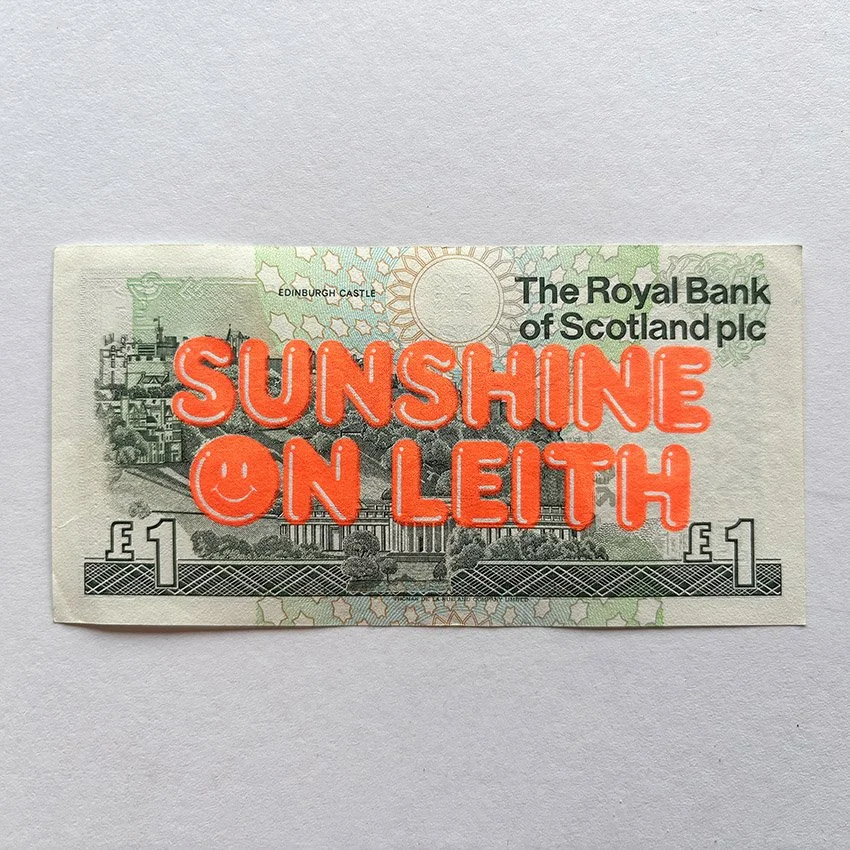 EDINBURGH CASTLE
The Royal Bank
of Scotland plc
SUNSHINE
ON LEITH
£1
£1